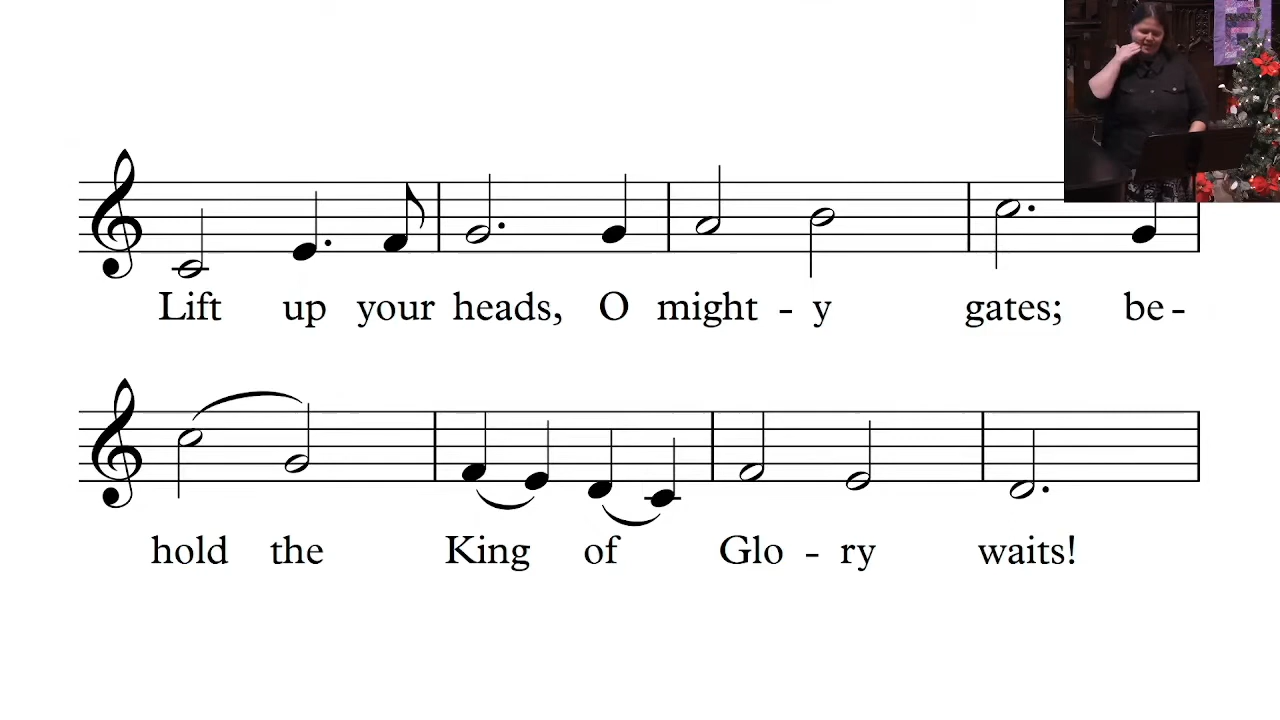 Lift up your heads, O might - y gates; be -
hold the King of Glo - ry waits!